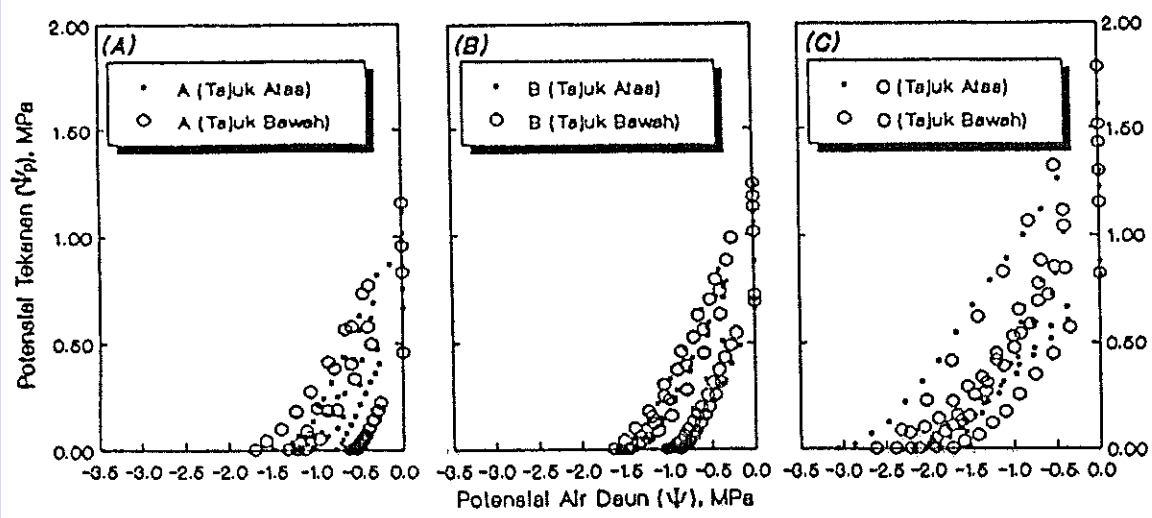 (A)
A (Tajuk Atas)
A (Tajuk Bawah)
(B)
B (Tajuk Atas)
B (Tajuk Bawah)
(C)
C (Tajuk Atas)
C (Tajuk Bawah)
Potensial Tekanan (Ψp), MPa
2.00
1.50
1.00
0.50
0.00
2.00
1.50
1.00
0.50
0.00
-3.5 -3.0 -2.5 -2.0 -1.5 -1.0 -0.5 0.0
-3.5 -3.0 -2.5 -2.0 -1.5 -1.0 -0.5 0.0
-3.5 -3.0 -2.5 -2.0 -1.5 -1.0 -0.5 0.0
Potensial Air Daun (Ψ), MPa